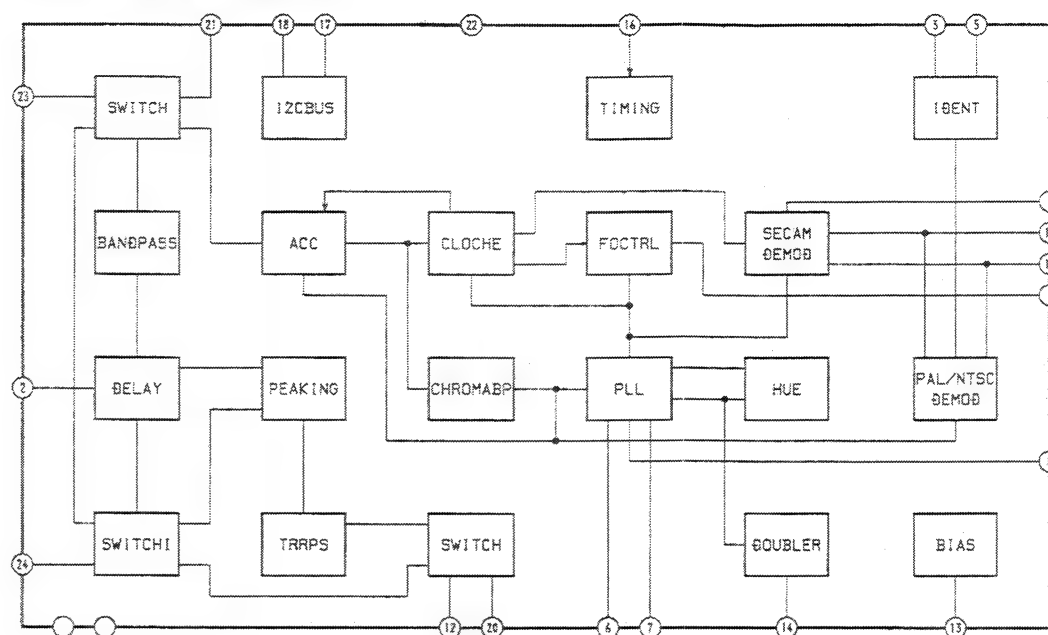 21 18 17 22 16 3 5
23
SWITCH I2CBUS TIMING IDENT
BANDPASS ACC CLOCHE FOCTRL SECAM
DEMOD
2
DELAY PEAKING CHROMABP PLL HUE PAL/NTSC
DEMOD
24
SWITCHI TRRPS SWITCH DOUBLER BIAS
12 20 6 7 14 13